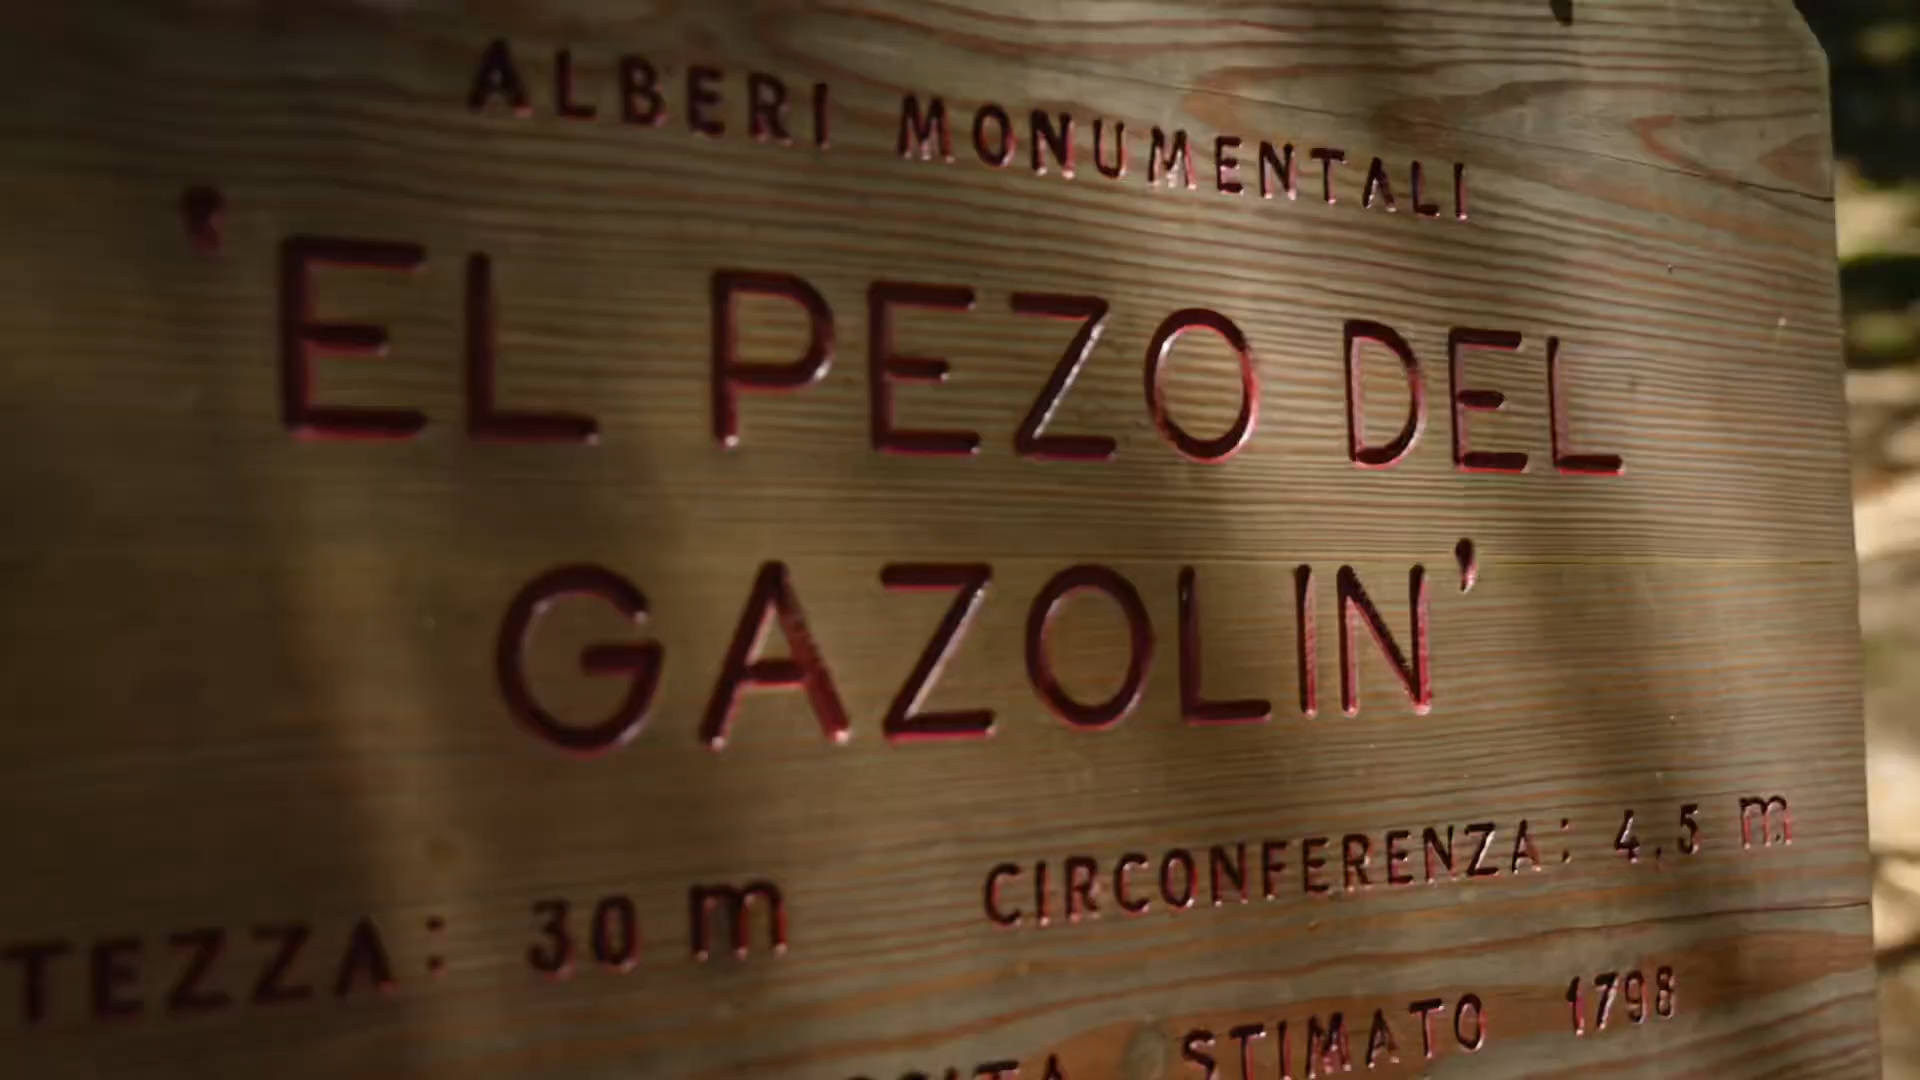 ALBERI MONUMENTALI
'EL PEZO DEL
GAZOLIN'
TEZZA: 30 m CIRCONFERENZA: 4,5 m
STIMATO 1798